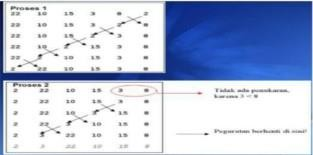 Proses 1
22 10 15 3 8 2
22 10 15 3 2 8
22 10 15 2 3 8
22 10 2 15 3 8
22 2 10 15 3 8
2 22 10 15 3 8
Proses 2
2 22 10 15 3 8
Tidak ada penukaran,
karena 3 < 8
2 22 10 15 3 8
2 22 10 3 15 8
2 22 3 10 15 8
Pegurutan berhenti di sini!
2 3 22 10 15 8